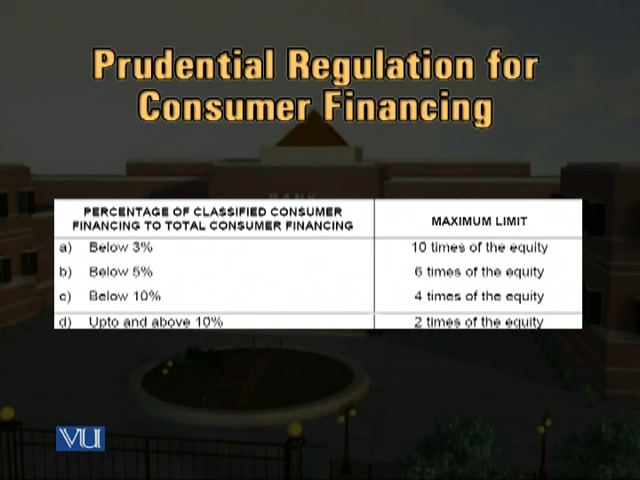 Prudential Regulation for
Consumer Financing
BANK
PERCENTAGE OF CLASSIFIED CONSUMER
FINANCING TO TOTAL CONSUMER FINANCING
MAXIMUM LIMIT
a) Below 3% 10 times of the equity
b) Below 5% 6 times of the equity
c) Below 10% 4 times of the equity
d) Upto and above 10% 2 times of the equity
VU